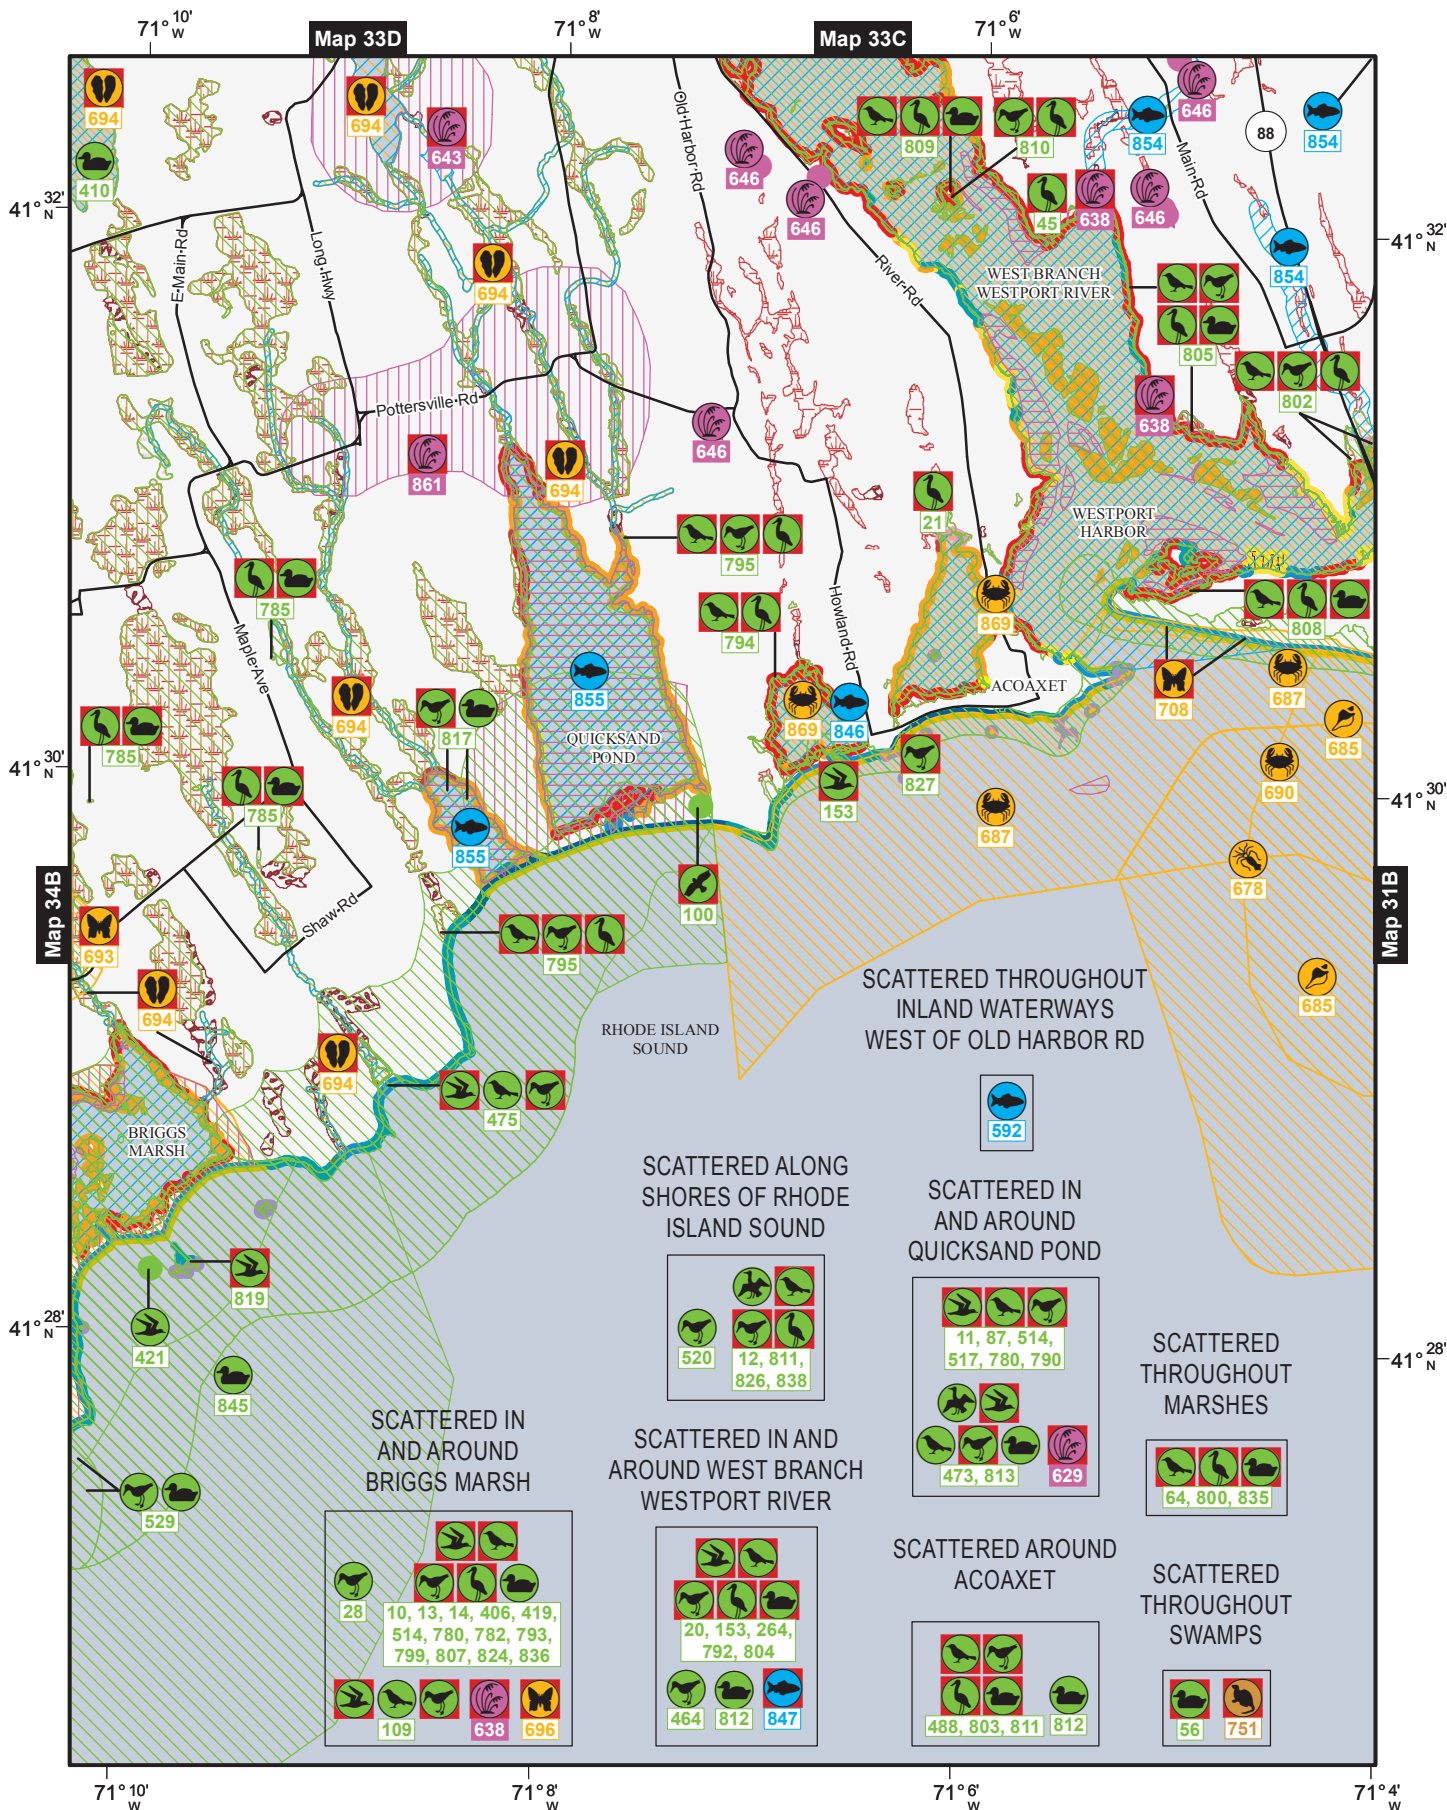 71° 10' W
71° 8' W
71° 6' W
Map 33D
Map 33C
694
694
643
410
646
646
809
810
854
646
88
854
45
638
646
41° 32' N
41° 32' N
E Main Rd
Long Hwy
Old Harbor Rd
River Rd
Main Rd
694
854
WEST BRANCH
WESTPORT RIVER
805
802
638
Pottersville Rd
646
861
694
21
WESTPORT
HARBOR
795
785
794
869
808
Maple Ave
Howland Rd
855
694
817
869
846
ACOAXET
708
687
685
785
QUICKSAND
POND
41° 30' N
41° 30' N
785
827
153
690
687
855
678
100
Map 34B
Map 31B
693
Shaw Rd
795
694
685
RHODE ISLAND
SOUND
SCATTERED THROUGHOUT
INLAND WATERWAYS
WEST OF OLD HARBOR RD
592
694
475
BRIGGS
MARSH
819
421
845
529
41° 28' N
41° 28' N
SCATTERED ALONG
SHORES OF RHODE
ISLAND SOUND
520
12, 811,
826, 838
SCATTERED IN
AND AROUND
QUICKSAND POND
11, 87, 514,
517, 780, 790
473, 813
629
SCATTERED
THROUGHOUT
MARSHES
64, 800, 835
SCATTERED IN
AND AROUND
BRIGGS MARSH
28
10, 13, 14, 406, 419,
514, 780, 782, 793,
799, 807, 824, 836
109
638
696
SCATTERED IN AND
AROUND WEST BRANCH
WESTPORT RIVER
20, 153, 264,
792, 804
464
812
847
SCATTERED AROUND
ACOAXET
488, 803, 811
812
SCATTERED
THROUGHOUT
SWAMPS
56
751
71° 10' W
71° 8' W
71° 6' W
71° 4' W